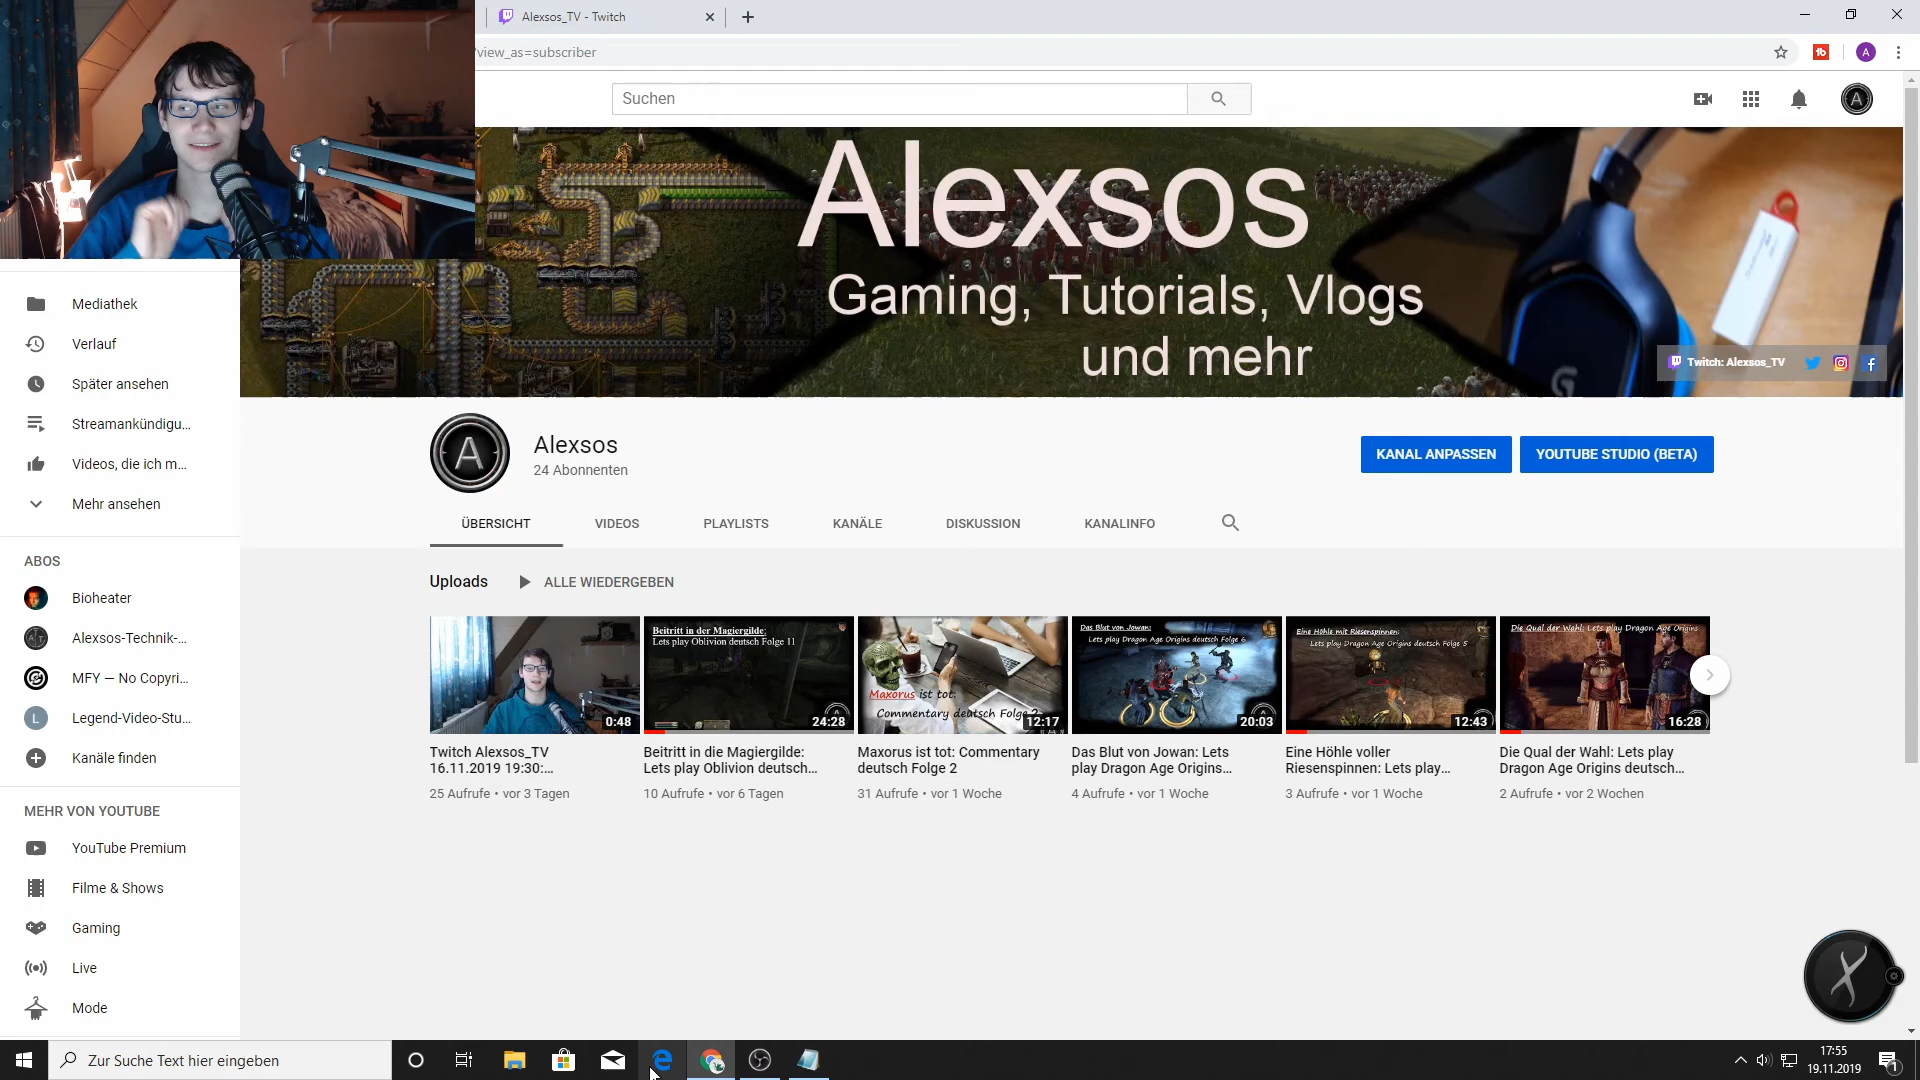 Alexsos_TV - Twitch
view_as=subscriber
Suchen
Alexsos
Gaming, Tutorials, Vlogs
und mehr
Twitch: Alexsos_TV
Mediathek
Verlauf
Später ansehen
Streamankündigu...
Videos, die ich m...
Mehr ansehen
ABOS
Bioheater
Alexsos-Technik-...
MFY — No Copyri...
Legend-Video-Stu...
Kanäle finden
MEHR VON YOUTUBE
YouTube Premium
Filme & Shows
Gaming
Live
Mode
Alexsos
24 Abonnenten
KANAL ANPASSEN
YOUTUBE STUDIO (BETA)
ÜBERSICHT
VIDEOS
PLAYLISTS
KANÄLE
DISKUSSION
KANALINFO
Uploads
ALLE WIEDERGEBEN
0:48
Twitch Alexsos_TV
16.11.2019 19:30:...
25 Aufrufe • vor 3 Tagen
Beitritt in der Magiergilde:
Lets play Oblivion deutsch Folge 11
24:28
Beitritt in die Magiergilde:
Lets play Oblivion deutsch...
10 Aufrufe • vor 6 Tagen
Maxorus ist tot:
Commentary deutsch Folge 2
12:17
Maxorus ist tot: Commentary
deutsch Folge 2
31 Aufrufe • vor 1 Woche
Das Blut von Jowan:
Lets play Dragon Age Origins deutsch Folge 6
20:03
Das Blut von Jowan: Lets
play Dragon Age Origins...
4 Aufrufe • vor 1 Woche
Eine Höhle mit Riesenspinnen:
Lets play Dragon Age Origins deutsch Folge 5
12:43
Eine Höhle voller
Riesenspinnen: Lets play...
3 Aufrufe • vor 1 Woche
Die Qual der Wahl: Lets play Dragon Age Origins
16:28
Die Qual der Wahl: Lets play
Dragon Age Origins deutsch...
2 Aufrufe • vor 2 Wochen
Zur Suche Text hier eingeben
17:55
19.11.2019